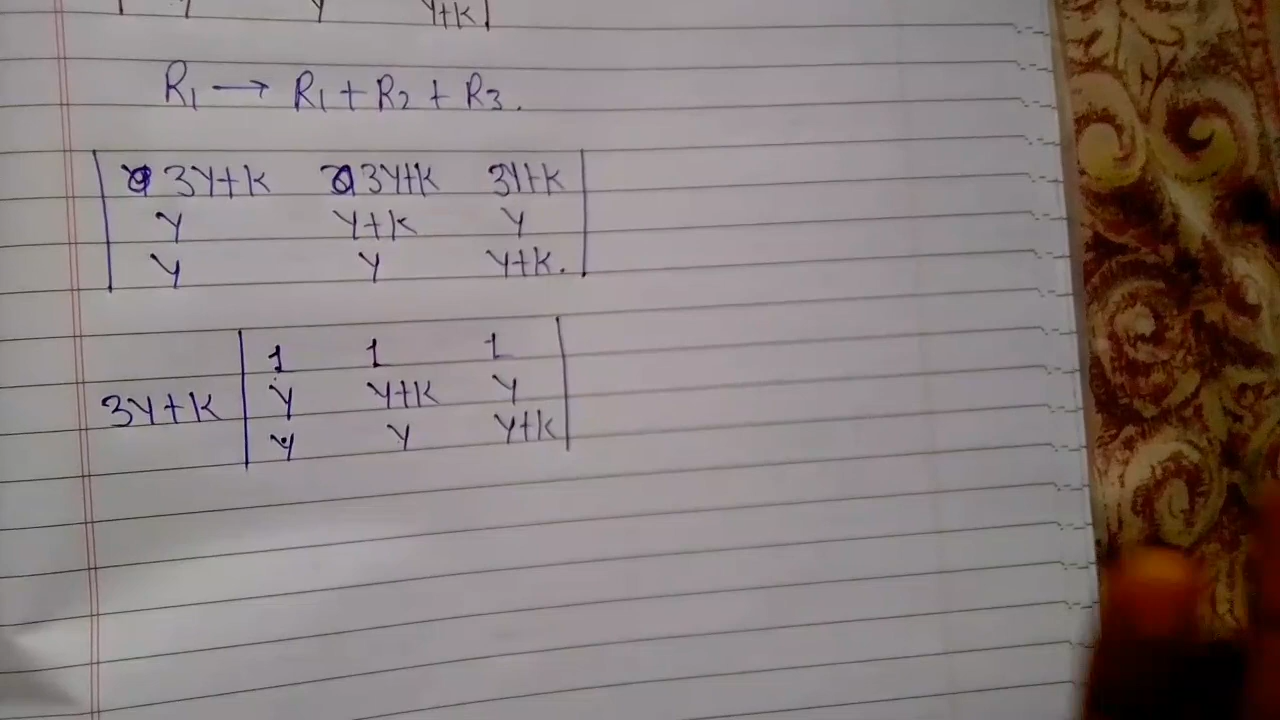 y y y+k
R1 → R1 + R2 + R3.
3y+k 3y+k 3y+k
y y+k y
y y y+k.
1 1 1
3y+k y y+k y
y y y+k